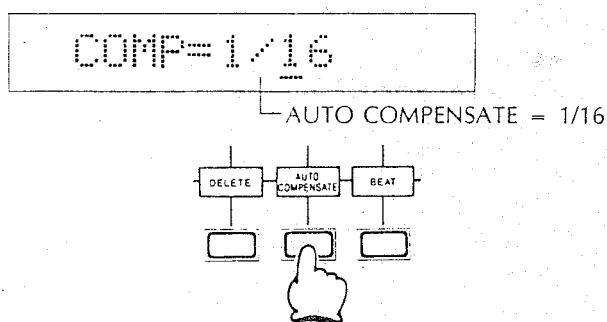 COMP=1/16
AUTO COMPENSATE = 1/16
DELETE
AUTO
COMPENSATE
BEAT